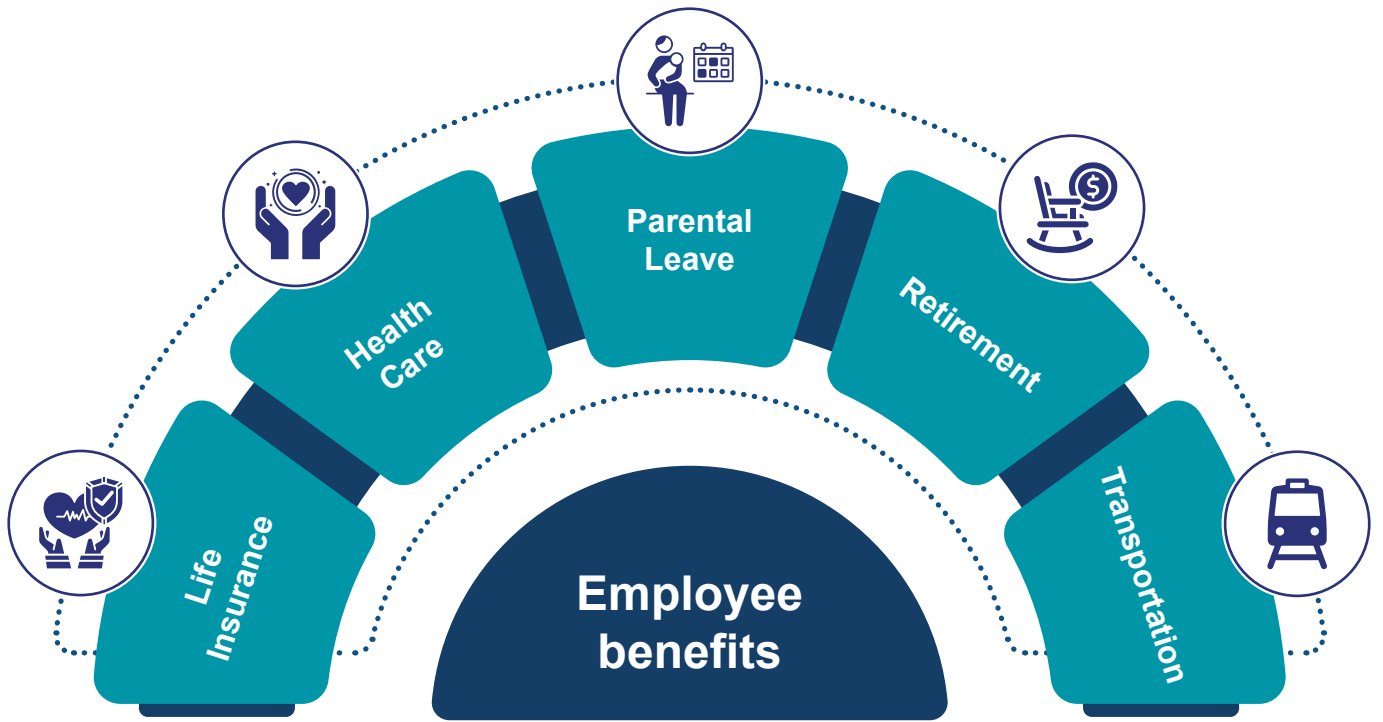 Life
Insurance
Health
Care
Parental
Leave
Retirement
Transportation
Employee
benefits